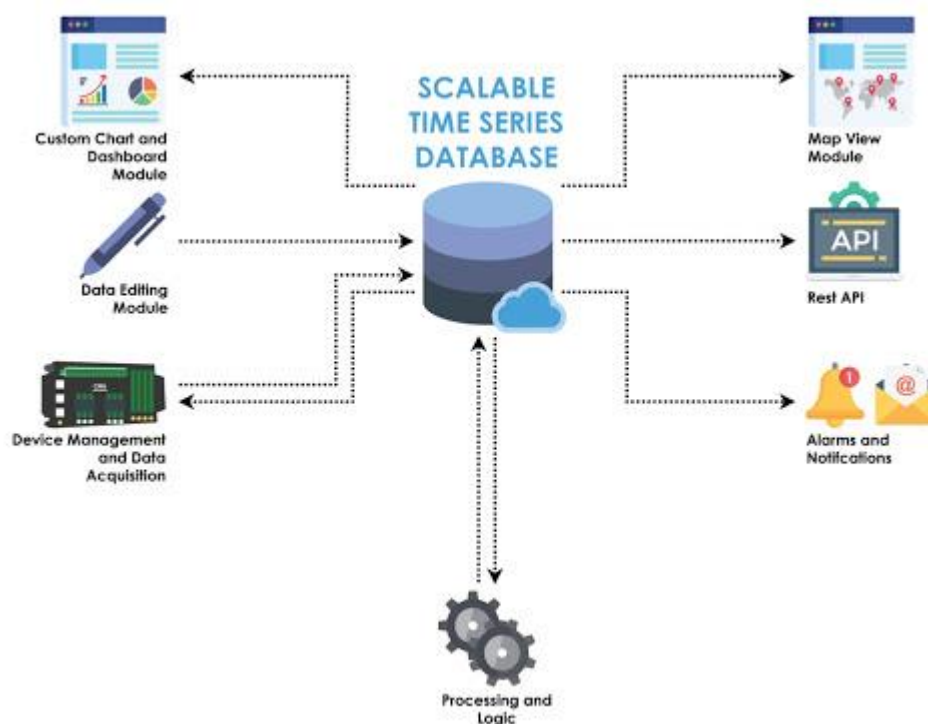 SCALABLE
TIME SERIES
DATABASE
Custom Chart and
Dashboard
Module
Map View
Module
Data Editing
Module
API
Rest API
Device Management
and Data
Acquisition
1
@
Alarms and
Notifcations
Processing and
Logic